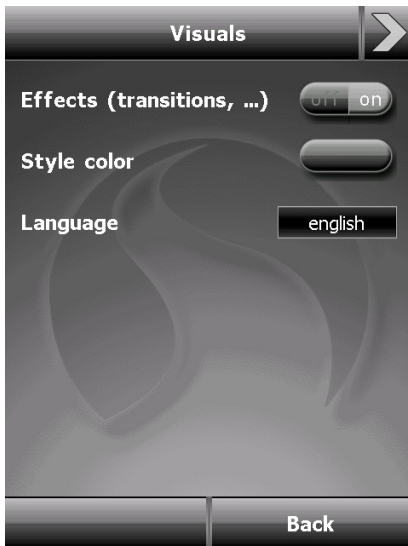 Visuals
Effects (transitions, ...) off on
Style color
Language english
Back